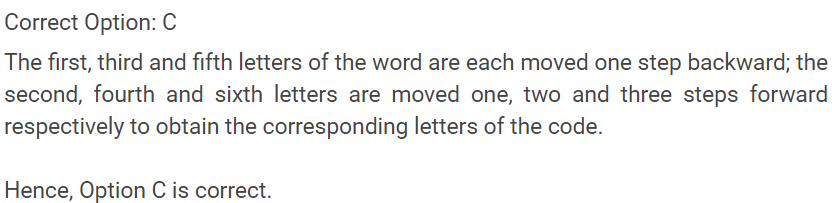 Correct Option: C
The first, third and fifth letters of the word are each moved one step backward; the
second, fourth and sixth letters are moved one, two and three steps forward
respectively to obtain the corresponding letters of the code.
Hence, Option C is correct.